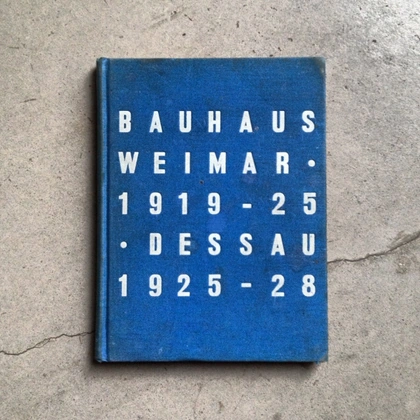 BAUHAUS
WEIMAR •
1919-25
• DESSAU
1925-28